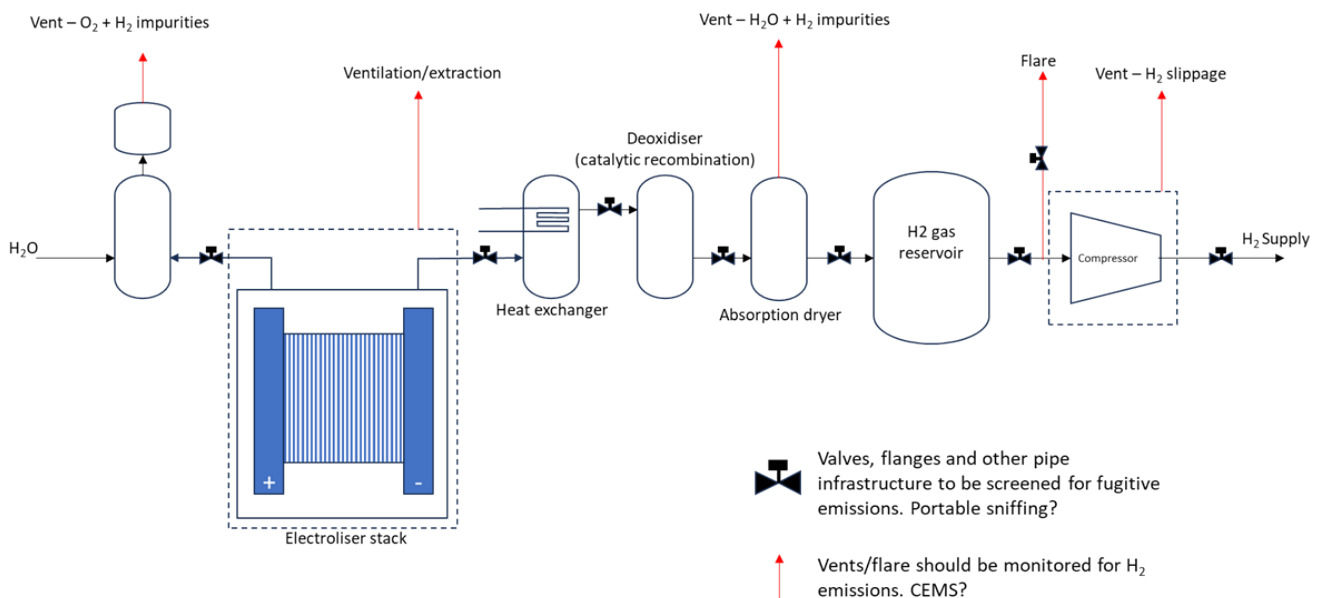 Vent – O₂ + H₂ impurities
Vent – H₂O + H₂ impurities
Ventilation/extraction
Flare
Vent – H₂ slippage
Deoxidiser
(catalytic recombination)
H₂O
H2 gas
reservoir
Compressor
H₂ Supply
Heat exchanger
Absorption dryer
+
-
Electroliser stack
Valves, flanges and other pipe
infrastructure to be screened for fugitive
emissions. Portable sniffing?
Vents/flare should be monitored for H₂
emissions. CEMS?